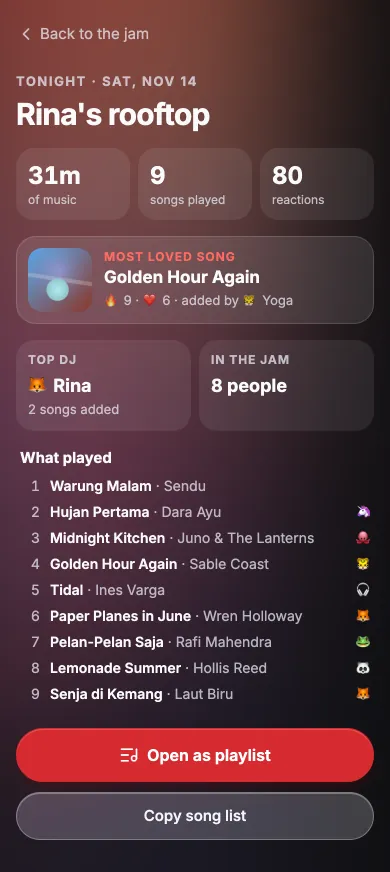 Back to the jam
TONIGHT · SAT, NOV 14
Rina's rooftop
31m
of music
9
songs played
80
reactions
MOST LOVED SONG
Golden Hour Again
🔥 9 · ❤️ 6 · added by 🐯 Yoga
TOP DJ
🦊 Rina
2 songs added
IN THE JAM
8 people
What played
1 Warung Malam · Sendu
2 Hujan Pertama · Dara Ayu 🦄
3 Midnight Kitchen · Juno & The Lanterns 🐙
4 Golden Hour Again · Sable Coast 🐯
5 Tidal · Ines Varga 🎧
6 Paper Planes in June · Wren Holloway 🦊
7 Pelan-Pelan Saja · Rafi Mahendra 🐸
8 Lemonade Summer · Hollis Reed 🐼
9 Senja di Kemang · Laut Biru 🦊
Open as playlist
Copy song list